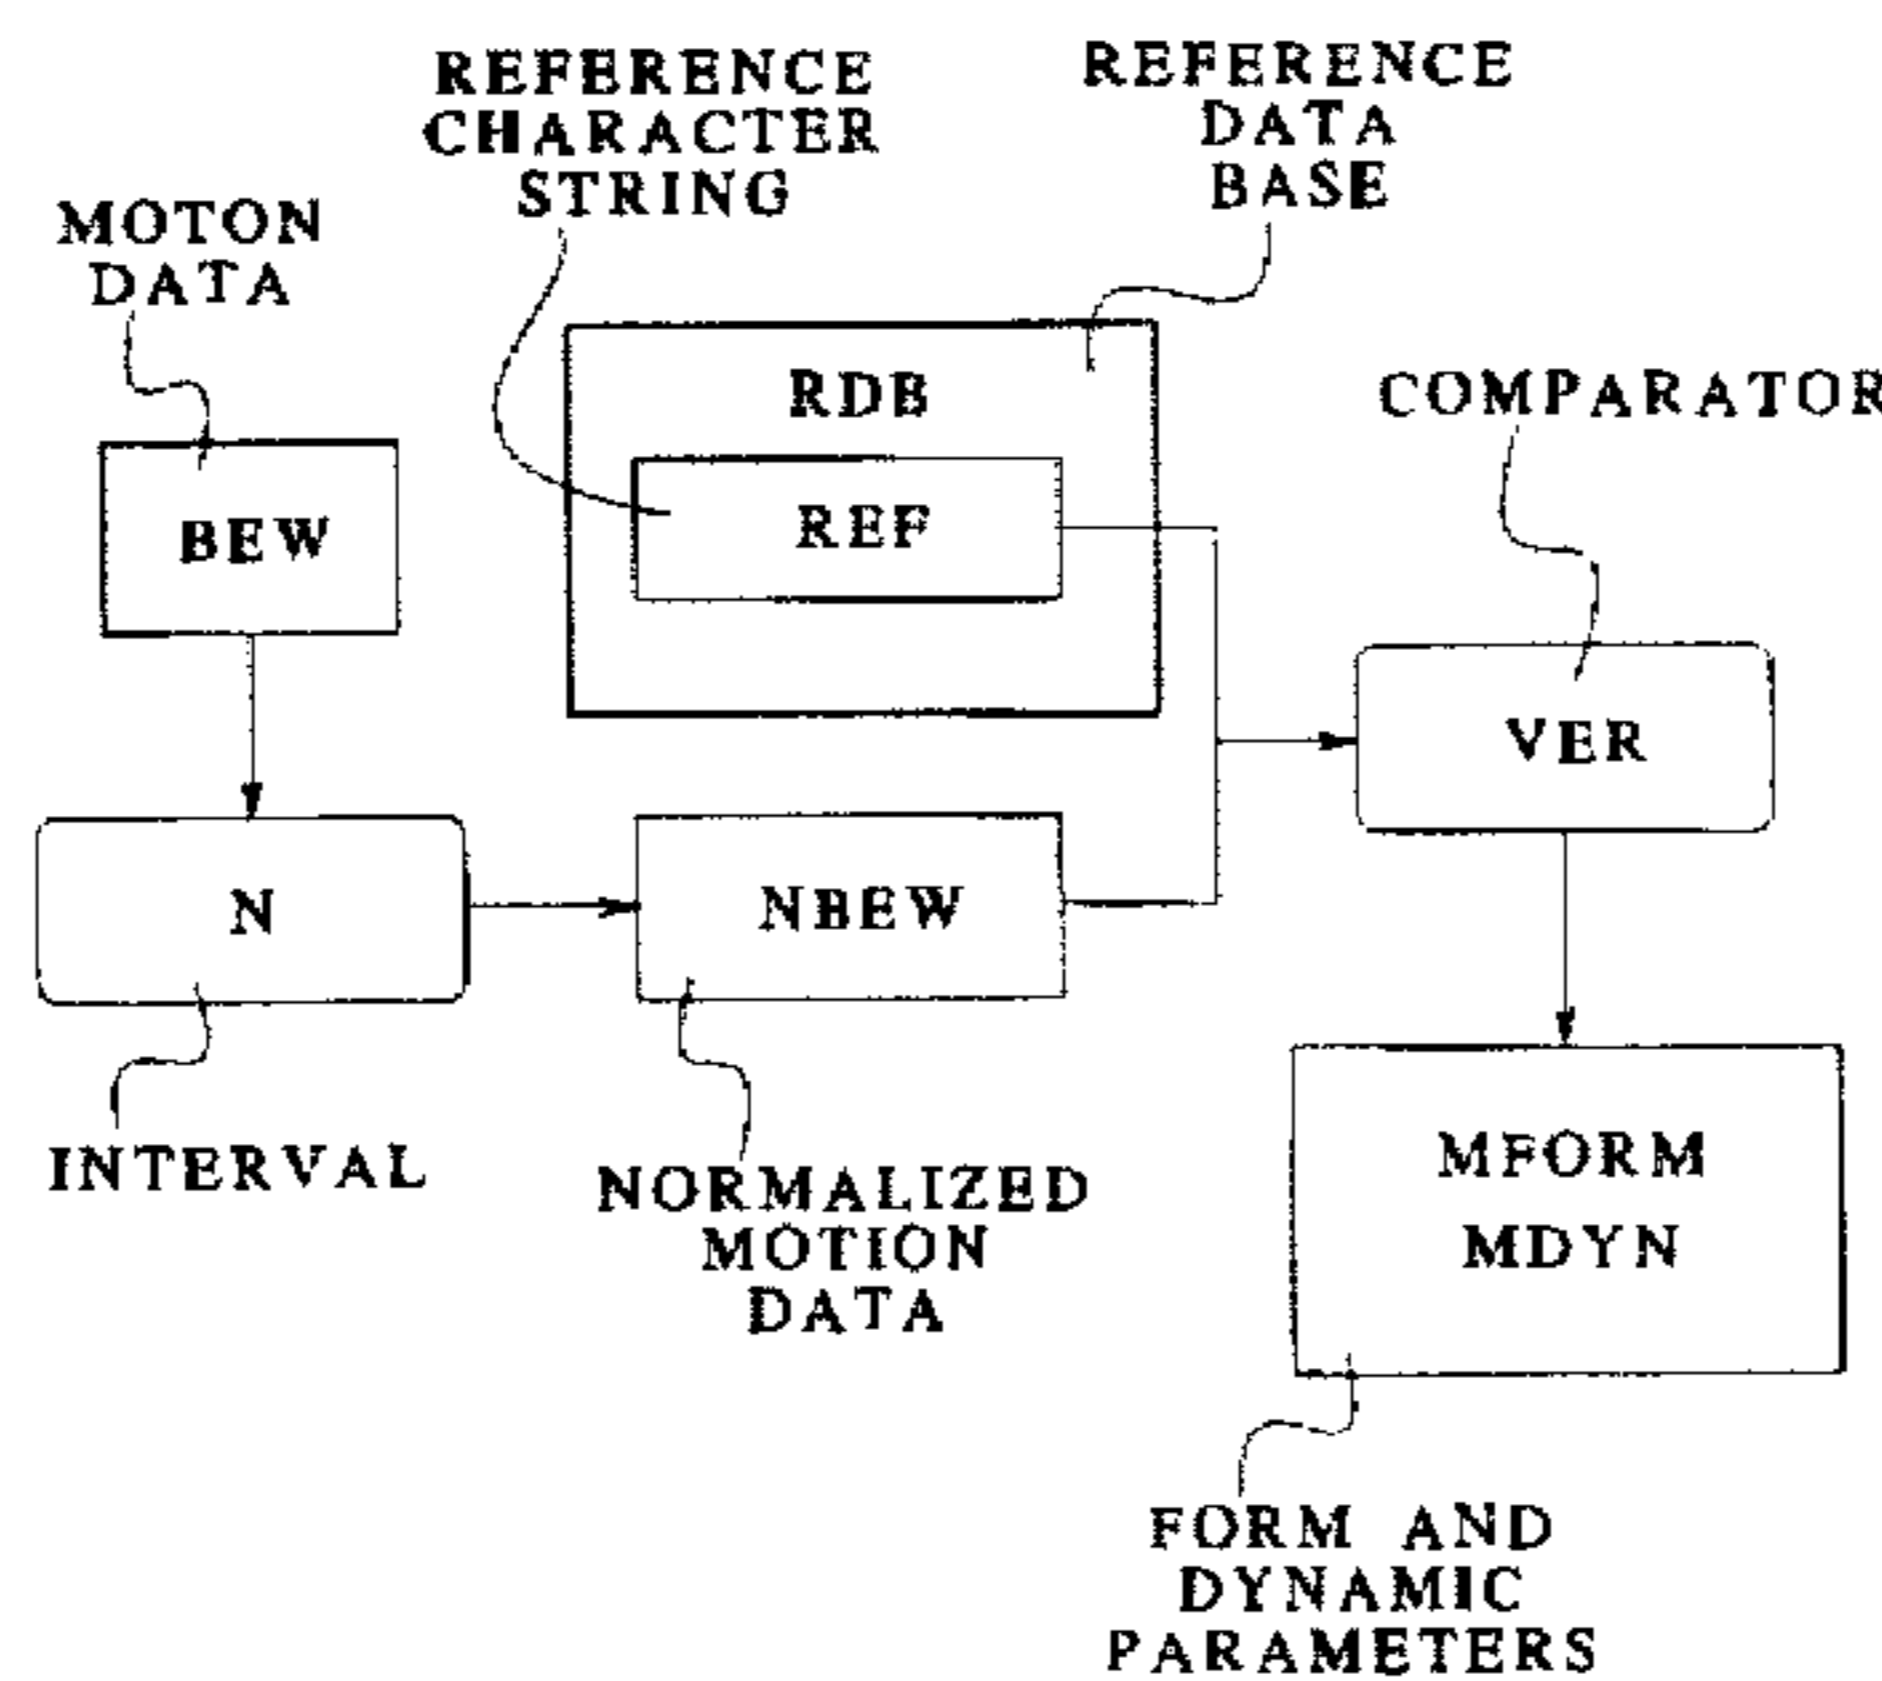 REFERENCE
CHARACTER
STRING
REFERENCE
DATA
BASE
MOTON
DATA
RDB
COMPARATOR
REF
BEW
VER
N
NBEW
INTERVAL
NORMALIZED
MOTION
DATA
MFORM
MDYN
FORM AND
DYNAMIC
PARAMETERS